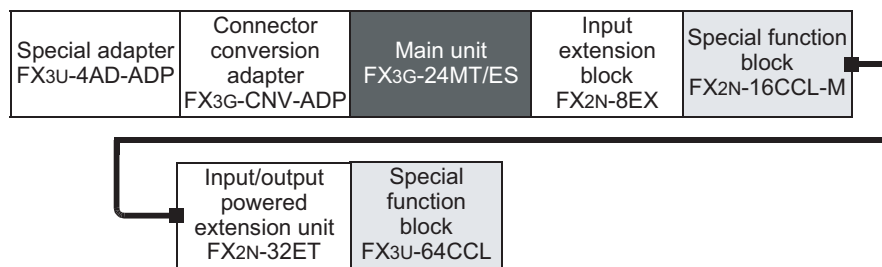 Special adapter
FX3U-4AD-ADP
Connector
conversion
adapter
FX3G-CNV-ADP
Main unit
FX3G-24MT/ES
Input
extension
block
FX2N-8EX
Special function
block
FX2N-16CCL-M
Input/output
powered
extension unit
FX2N-32ET
Special
function
block
FX3U-64CCL